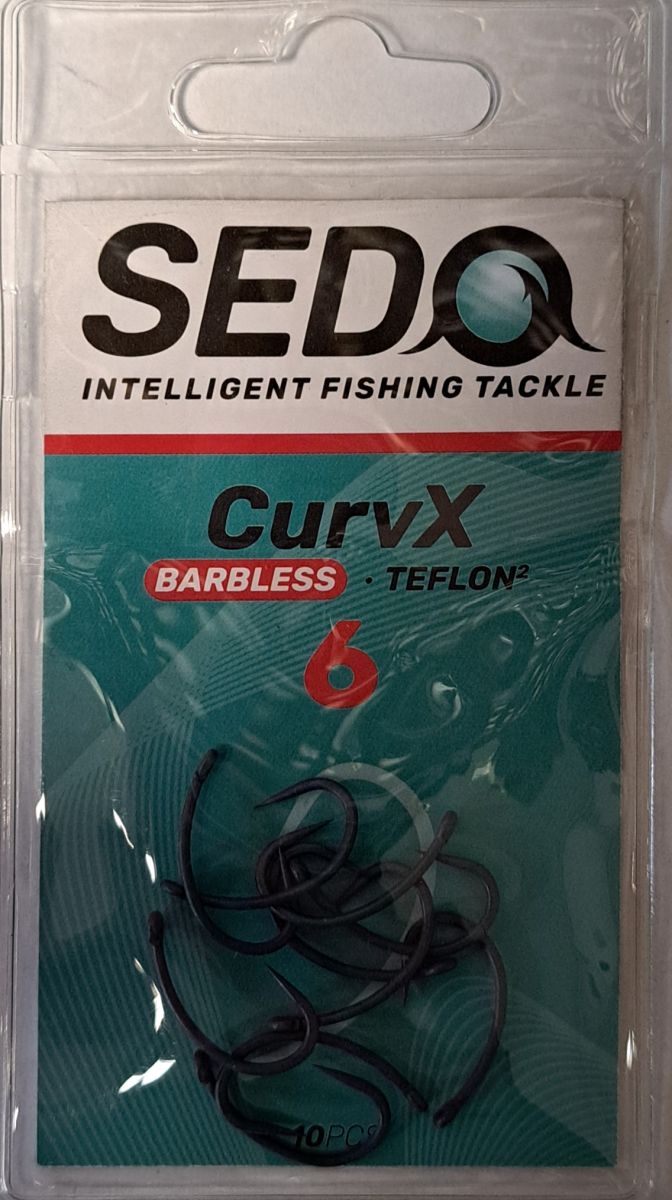 SEDO
INTELLIGENT FISHING TACKLE
CurvX
BARBLESS · TEFLON²
6
10PCS